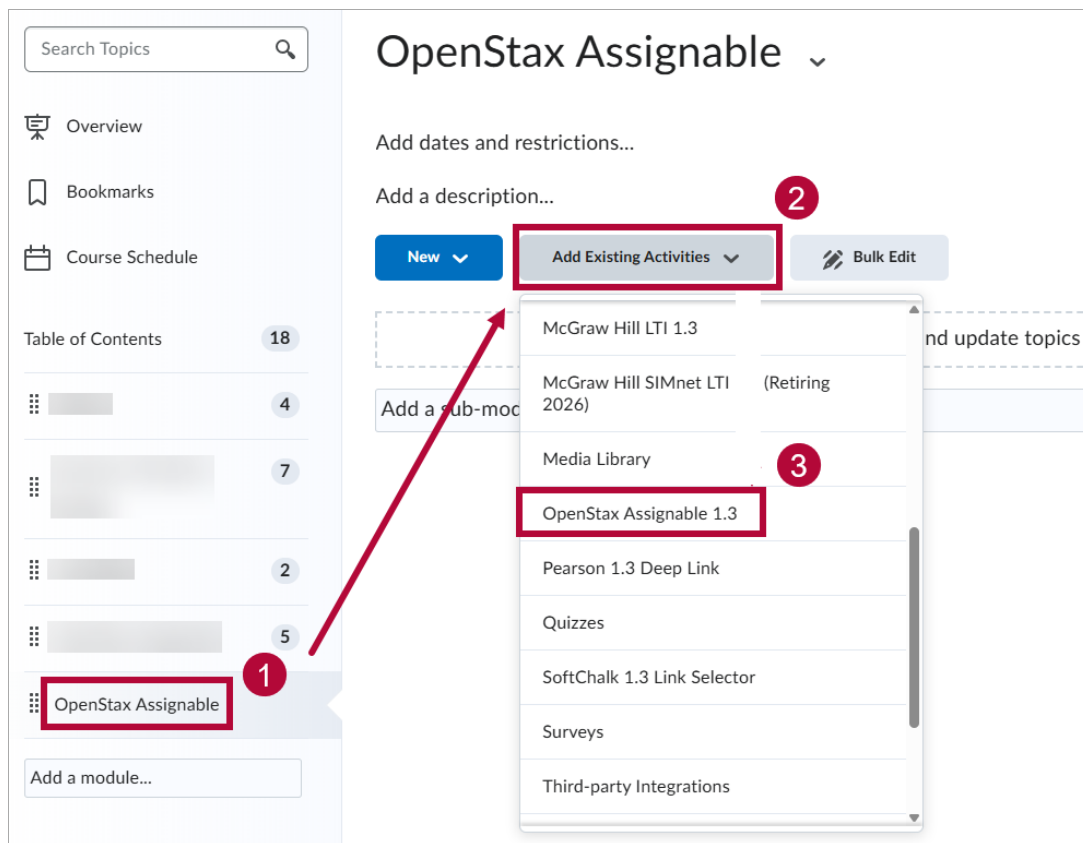 Search Topics
Overview
Bookmarks
Course Schedule
Table of Contents 18
4
7
2
5
1
OpenStax Assignable
Add a module...
OpenStax Assignable
Add dates and restrictions...
Add a description...
2
New
Add Existing Activities
Bulk Edit
nd update topics
Add a sub-mod
McGraw Hill LTI 1.3
McGraw Hill SIMnet LTI (Retiring
2026)
Media Library
3
OpenStax Assignable 1.3
Pearson 1.3 Deep Link
Quizzes
SoftChalk 1.3 Link Selector
Surveys
Third-party Integrations